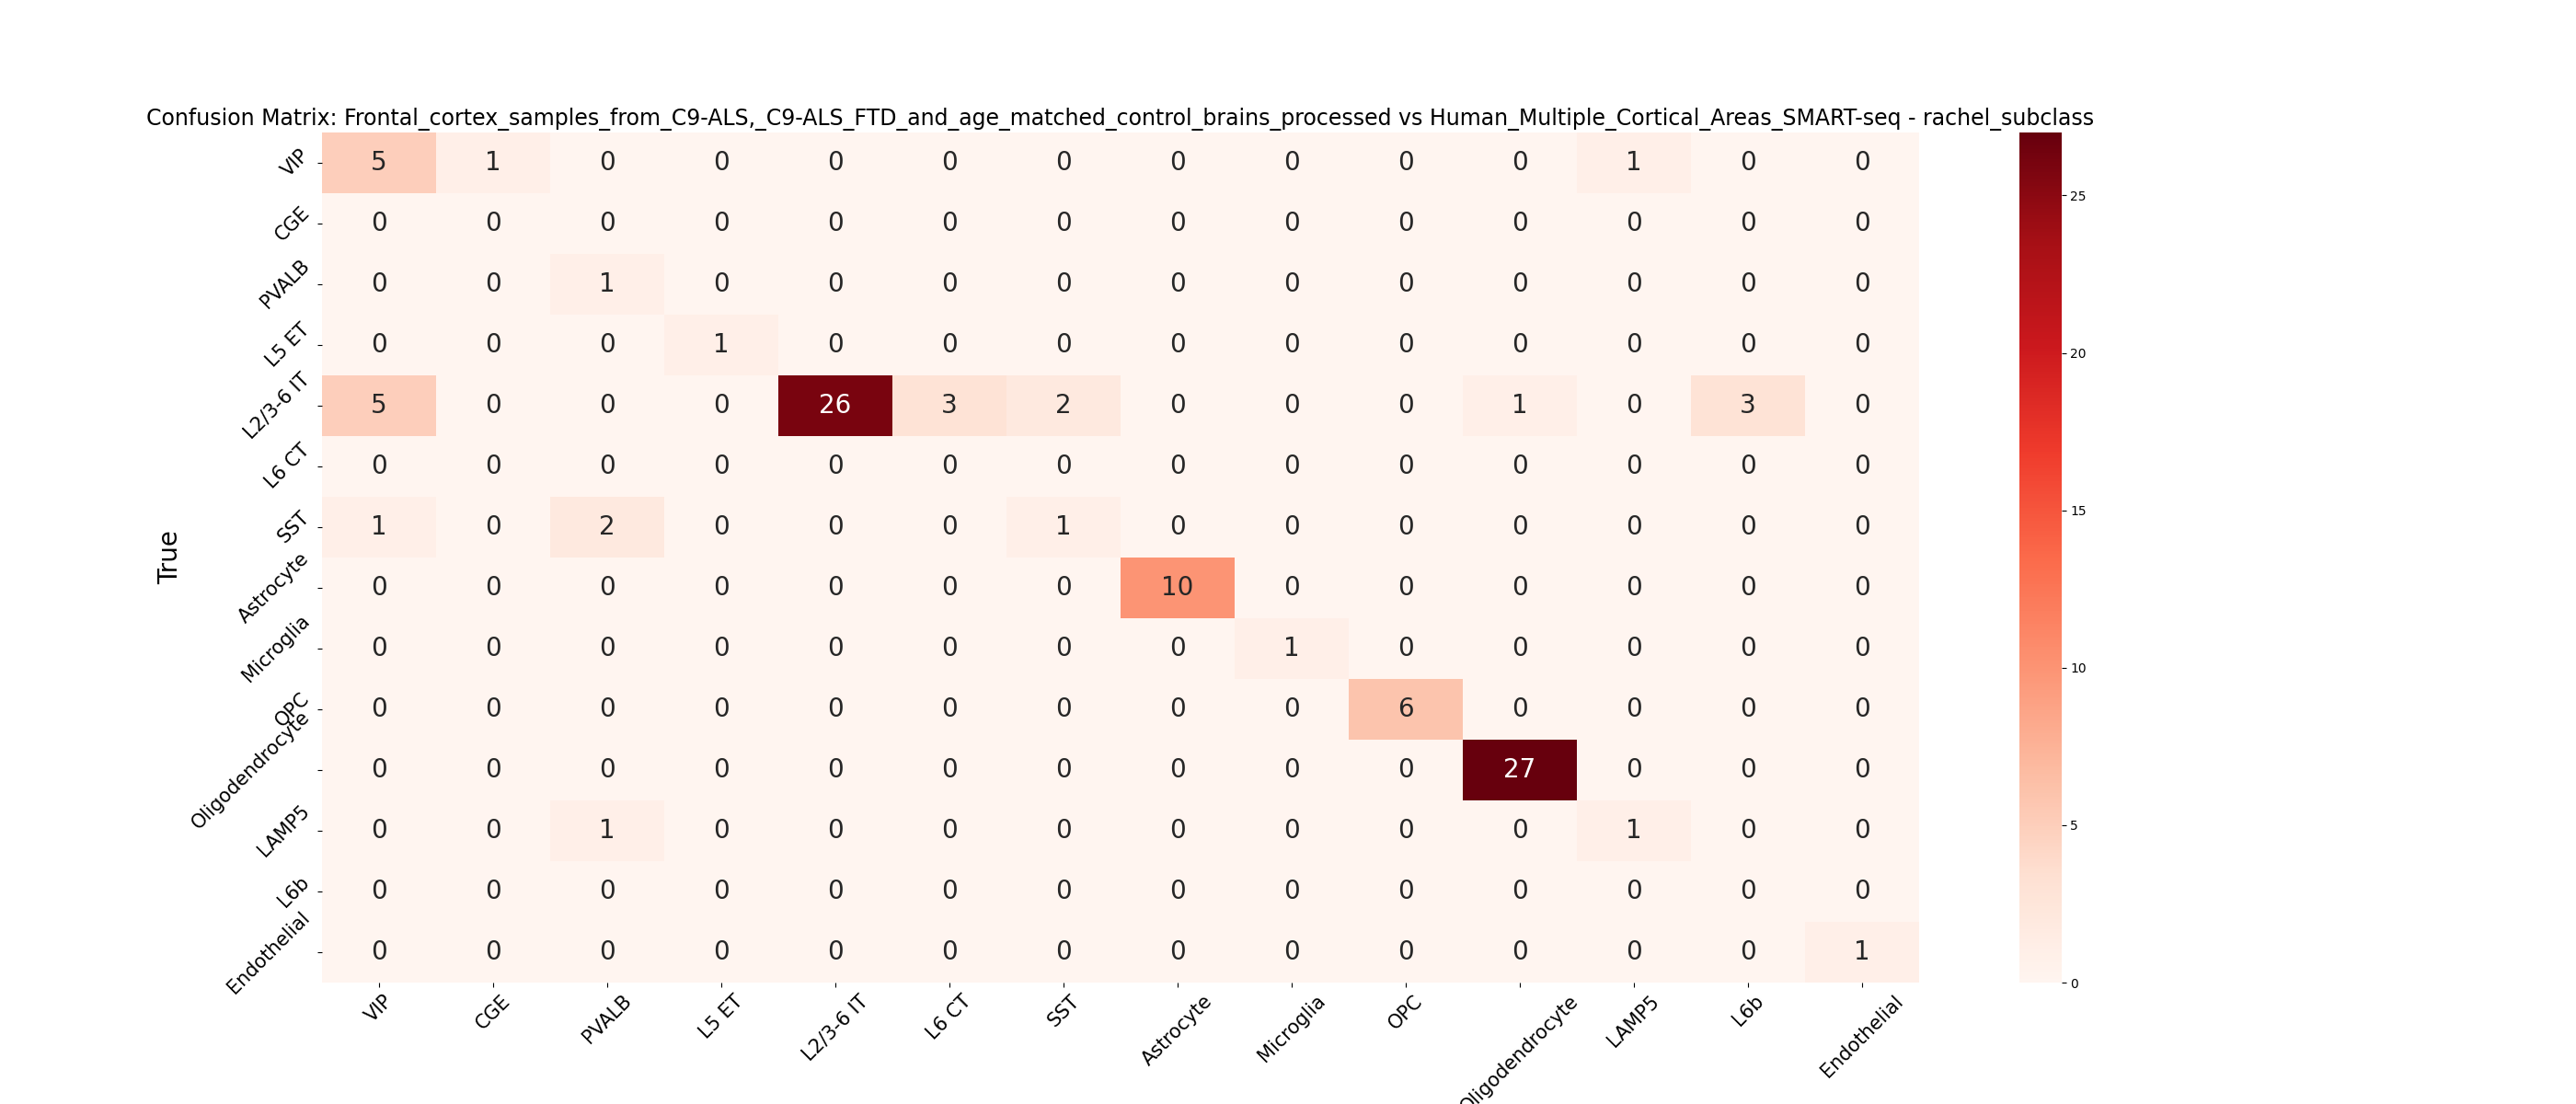 Confusion Matrix: Frontal_cortex_samples_from_C9-ALS,_C9-ALS_FTD_and_age_matched_control_brains_processed vs Human_Multiple_Cortical_Areas_SMART-seq - rachel_subclass
True
VIP 5 1 0 0 0 0 0 0 0 0 0 1 0 0
CGE 0 0 0 0 0 0 0 0 0 0 0 0 0 0
PVALB 0 0 1 0 0 0 0 0 0 0 0 0 0 0
L5 ET 0 0 0 1 0 0 0 0 0 0 0 0 0 0
L2/3-6 IT 5 0 0 0 26 3 2 0 0 0 1 0 3 0
L6 CT 0 0 0 0 0 0 0 0 0 0 0 0 0 0
SST 1 0 2 0 0 0 1 0 0 0 0 0 0 0
Astrocyte 0 0 0 0 0 0 0 10 0 0 0 0 0 0
Microglia 0 0 0 0 0 0 0 0 1 0 0 0 0 0
OPC 0 0 0 0 0 0 0 0 0 6 0 0 0 0
Oligodendrocyte 0 0 0 0 0 0 0 0 0 0 27 0 0 0
LAMP5 0 0 1 0 0 0 0 0 0 0 0 1 0 0
L6b 0 0 0 0 0 0 0 0 0 0 0 0 0 0
Endothelial 0 0 0 0 0 0 0 0 0 0 0 0 0 1
VIP CGE PVALB L5 ET L2/3-6 IT L6 CT SST Astrocyte Microglia OPC Oligodendrocyte LAMP5 L6b Endothelial
25
20
15
10
5
0